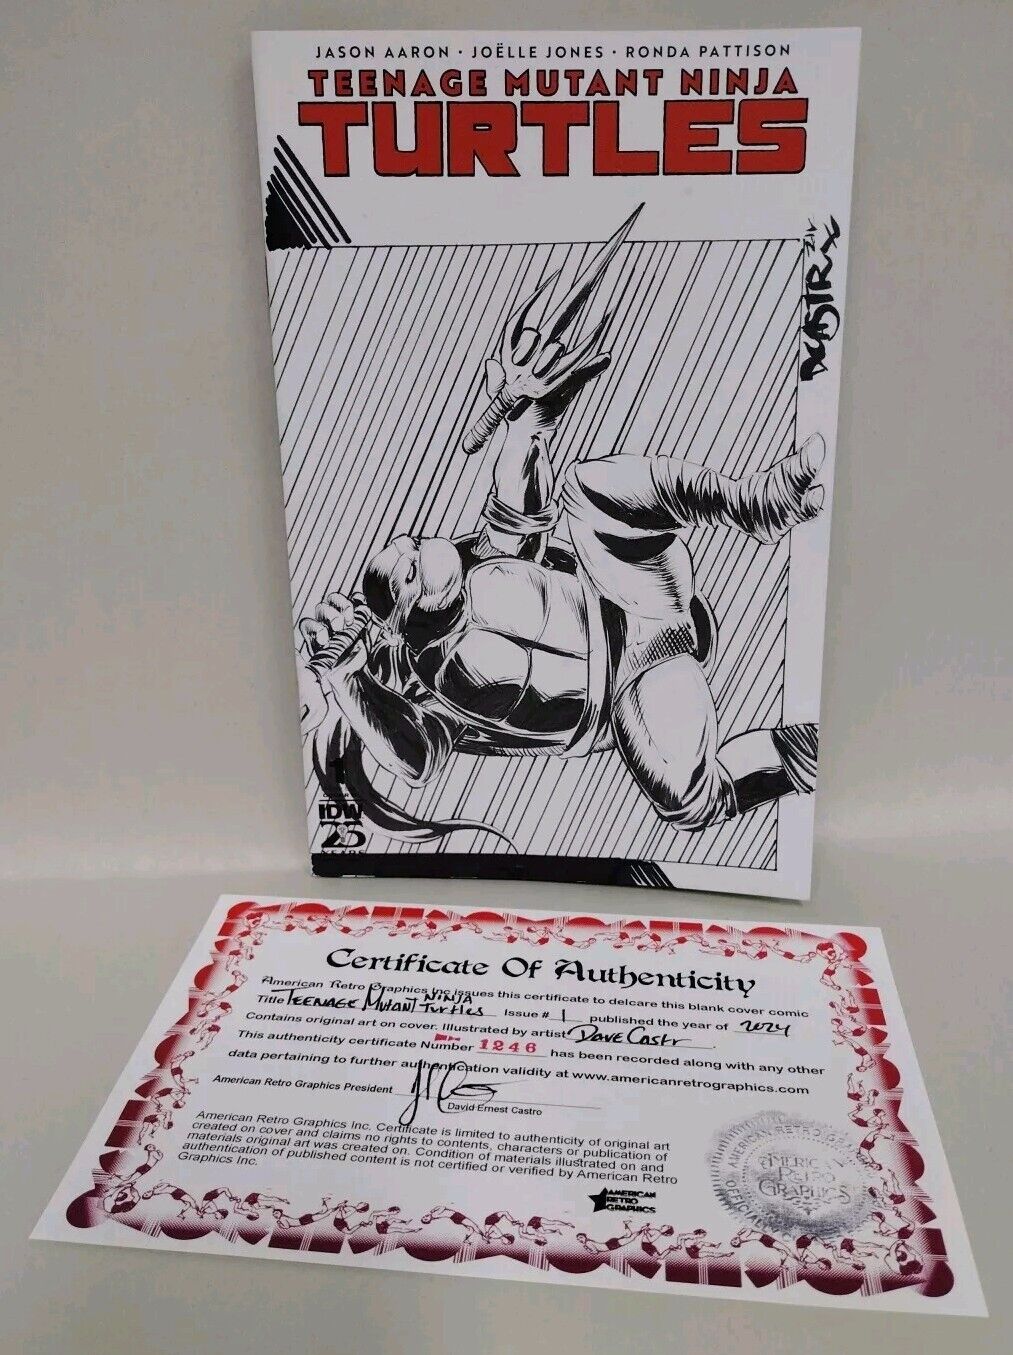 JASON AARON · JOËLLE JONES · RONDA PATTISON
TEENAGE MUTANT NINJA
TURTLES
DCASTR
1
IDW
25
YEARS
Certificate Of Authenticity
American Retro Graphics Inc issues this certificate to delcare this blank cover comic
Title TEENAGE MUTANT NINJA TURTLES Issue # 1 published the year of 2024
Contains original art on cover. Illustrated by artist Dave Castr
This authenticity certificate Number 1246 has been recorded along with any other
data pertaining to further authentication validity at www.americanretrographics.com
American Retro Graphics President
David Ernest Castro
American Retro Graphics Inc. Certificate is limited to authenticity of original art
created on cover and claims no rights to contents, characters or publication of
materials original art was created on. Condition of materials illustrated on and
authentication of published content is not certified or verified by American Retro
Graphics Inc.
AMERICAN
RETRO
GRAPHICS
AMERICAN
RETRO
GRAPHICS